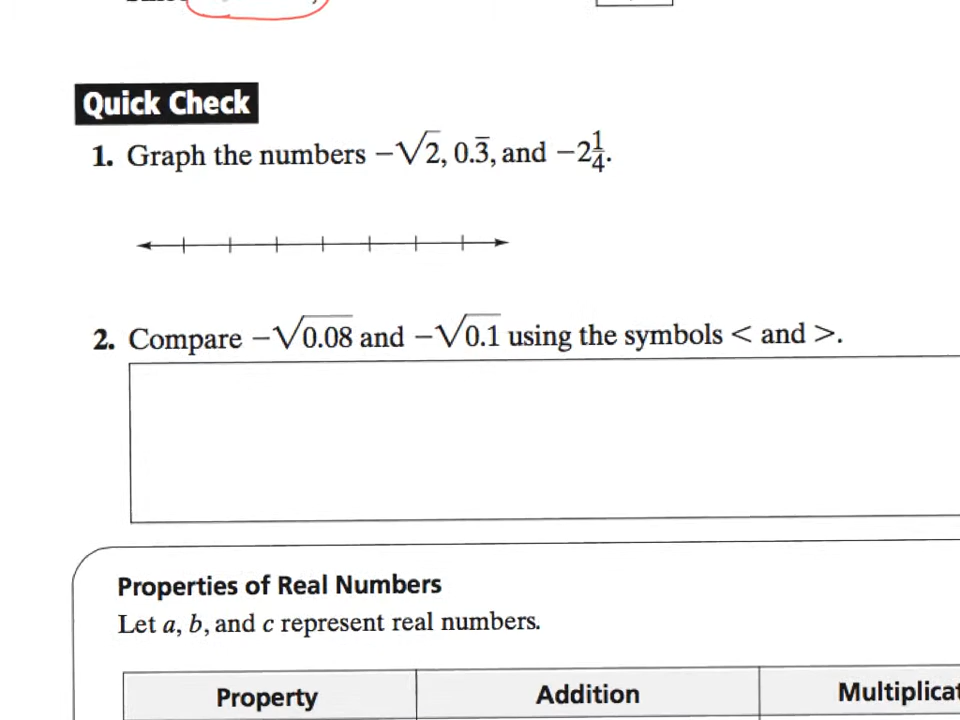 Quick Check
1. Graph the numbers −√2, 0.3̅, and −2¼.
2. Compare −√0.08 and −√0.1 using the symbols < and >.
Properties of Real Numbers
Let a, b, and c represent real numbers.
Property Addition